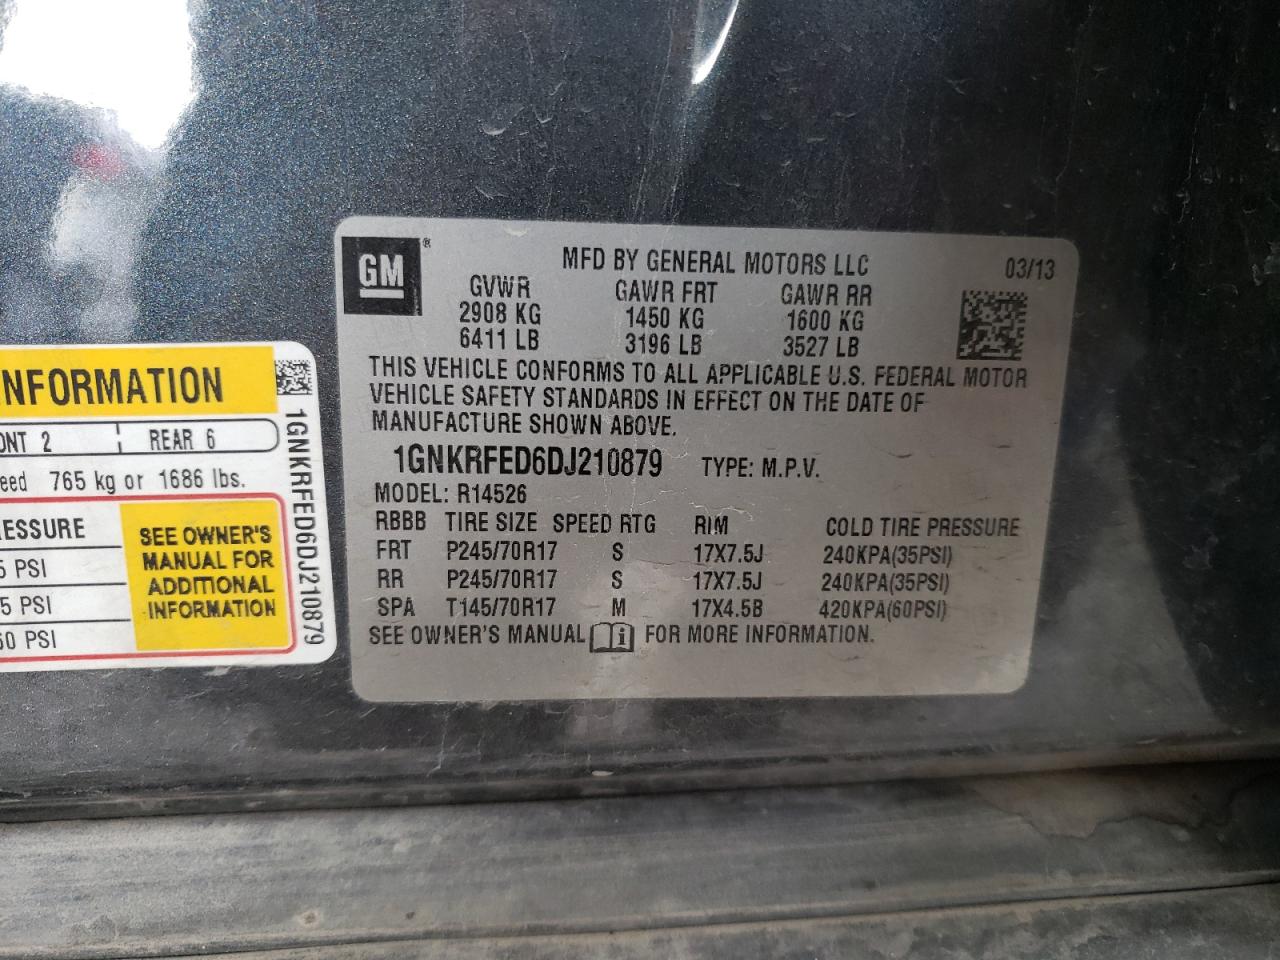 GM ®
MFD BY GENERAL MOTORS LLC
03/13
GVWR GAWR FRT GAWR RR
2908 KG 1450 KG 1600 KG
6411 LB 3196 LB 3527 LB
THIS VEHICLE CONFORMS TO ALL APPLICABLE U.S. FEDERAL MOTOR
VEHICLE SAFETY STANDARDS IN EFFECT ON THE DATE OF
MANUFACTURE SHOWN ABOVE.
1GNKRFED6DJ210879 TYPE: M.P.V.
MODEL: R14526
RBBB TIRE SIZE SPEED RTG RIM COLD TIRE PRESSURE
FRT P245/70R17 S 17X7.5J 240KPA(35PSI)
RR P245/70R17 S 17X7.5J 240KPA(35PSI)
SPA T145/70R17 M 17X4.5B 420KPA(60PSI)
SEE OWNER'S MANUAL FOR MORE INFORMATION.
NFORMATION
ONT 2 REAR 6
eed 765 kg or 1686 lbs.
ESSURE
5 PSI
5 PSI
60 PSI
SEE OWNER'S
MANUAL FOR
ADDITIONAL
INFORMATION
1GNKRFED6DJ210879